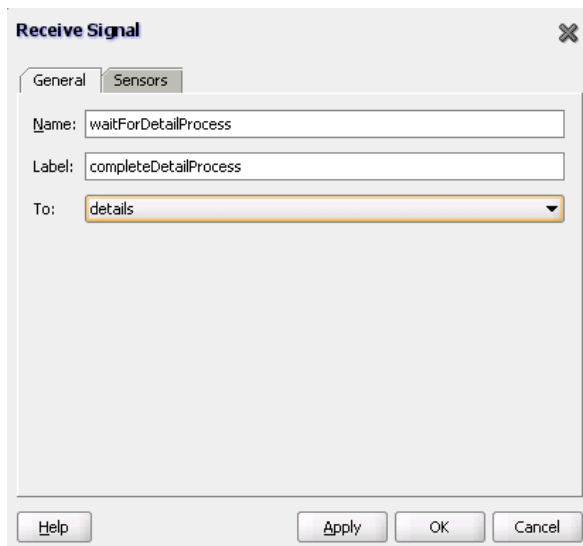 Receive Signal
General Sensors
Name: waitForDetailProcess
Label: completeDetailProcess
To: details
Help Apply OK Cancel